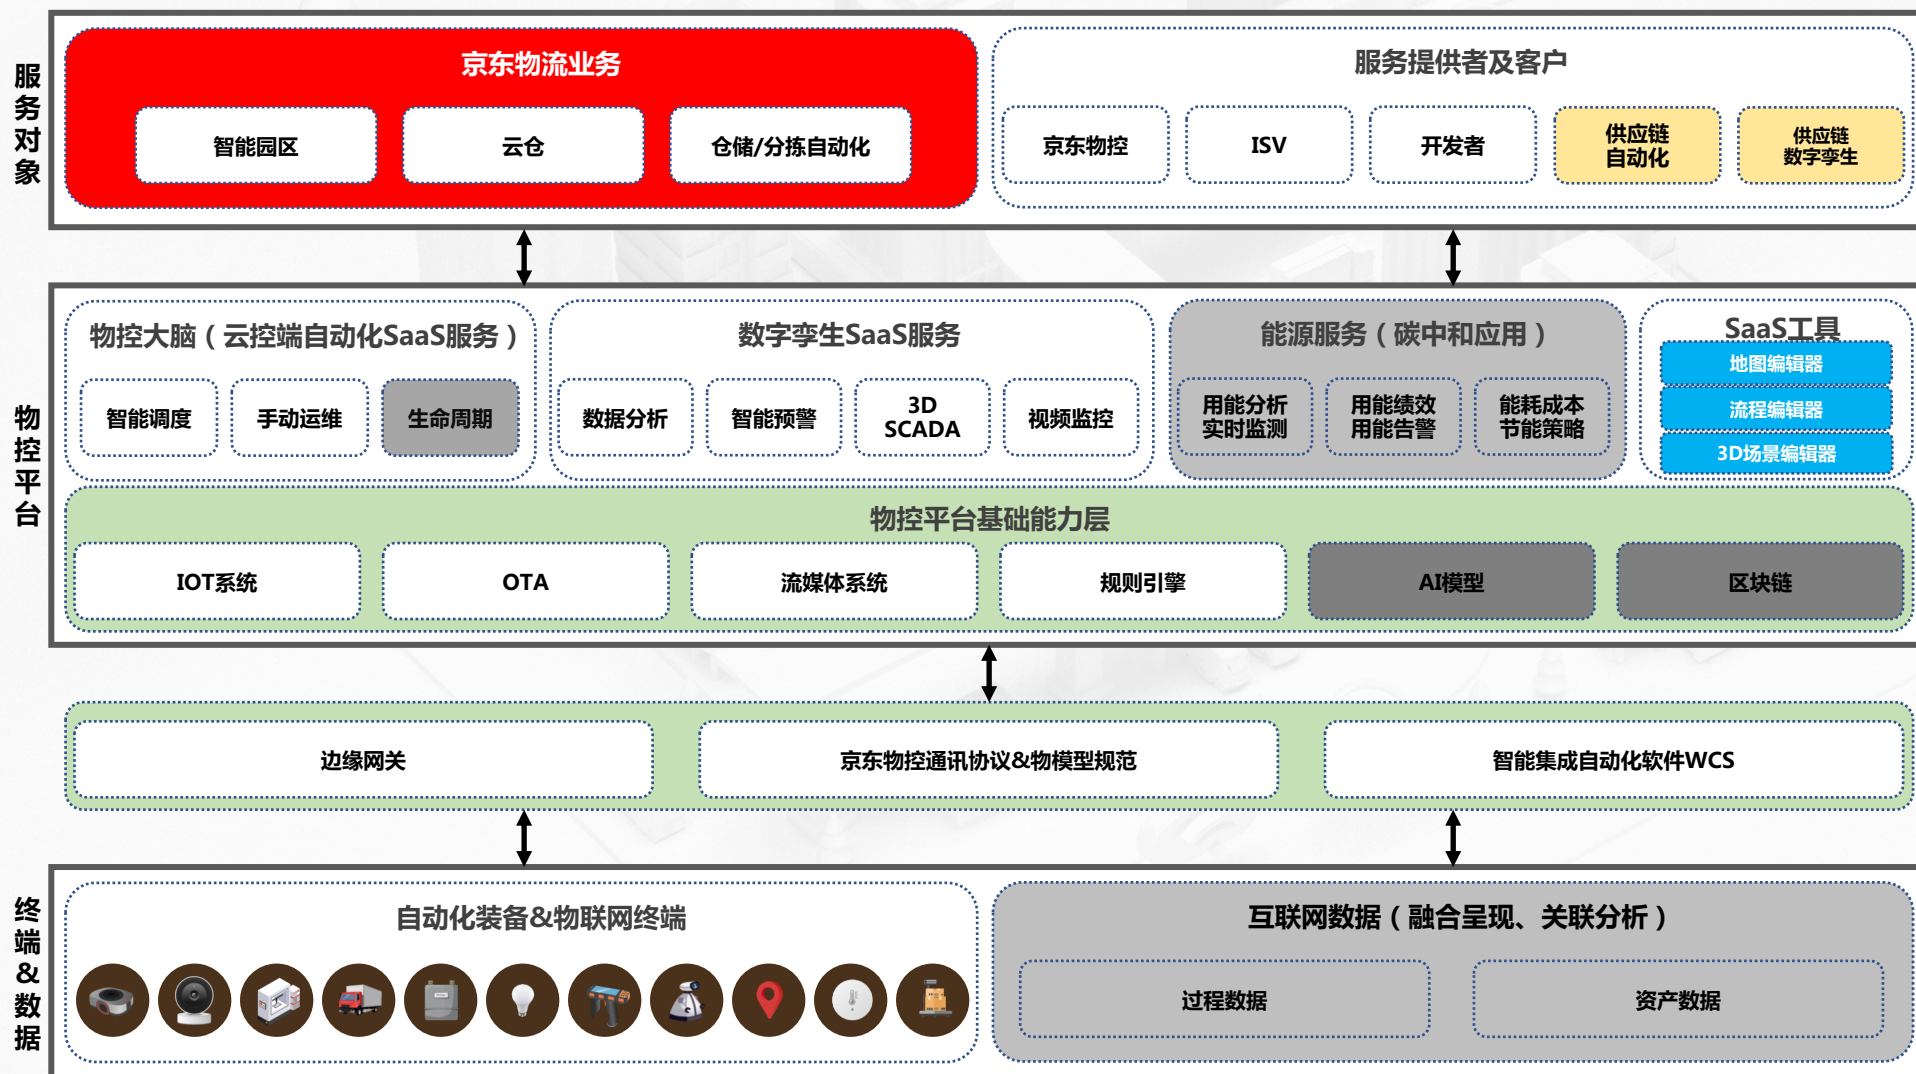 服务对象
京东物流业务
智能园区
云仓
仓储/分拣自动化
服务提供者及客户
京东物控
ISV
开发者
供应链
自动化
供应链
数字孪生
物控平台
物控大脑（云控端自动化SaaS服务）
智能调度
手动运维
生命周期
数字孪生SaaS服务
数据分析
智能预警
3D
SCADA
视频监控
能源服务（碳中和应用）
用能分析
实时监测
用能绩效
用能告警
能耗成本
节能策略
SaaS工具
地图编辑器
流程编辑器
3D场景编辑器
物控平台基础能力层
IOT系统
OTA
流媒体系统
规则引擎
AI模型
区块链
边缘网关
京东物控通讯协议&物模型规范
智能集成自动化软件WCS
终端&数据
自动化装备&物联网终端
互联网数据（融合呈现、关联分析）
过程数据
资产数据